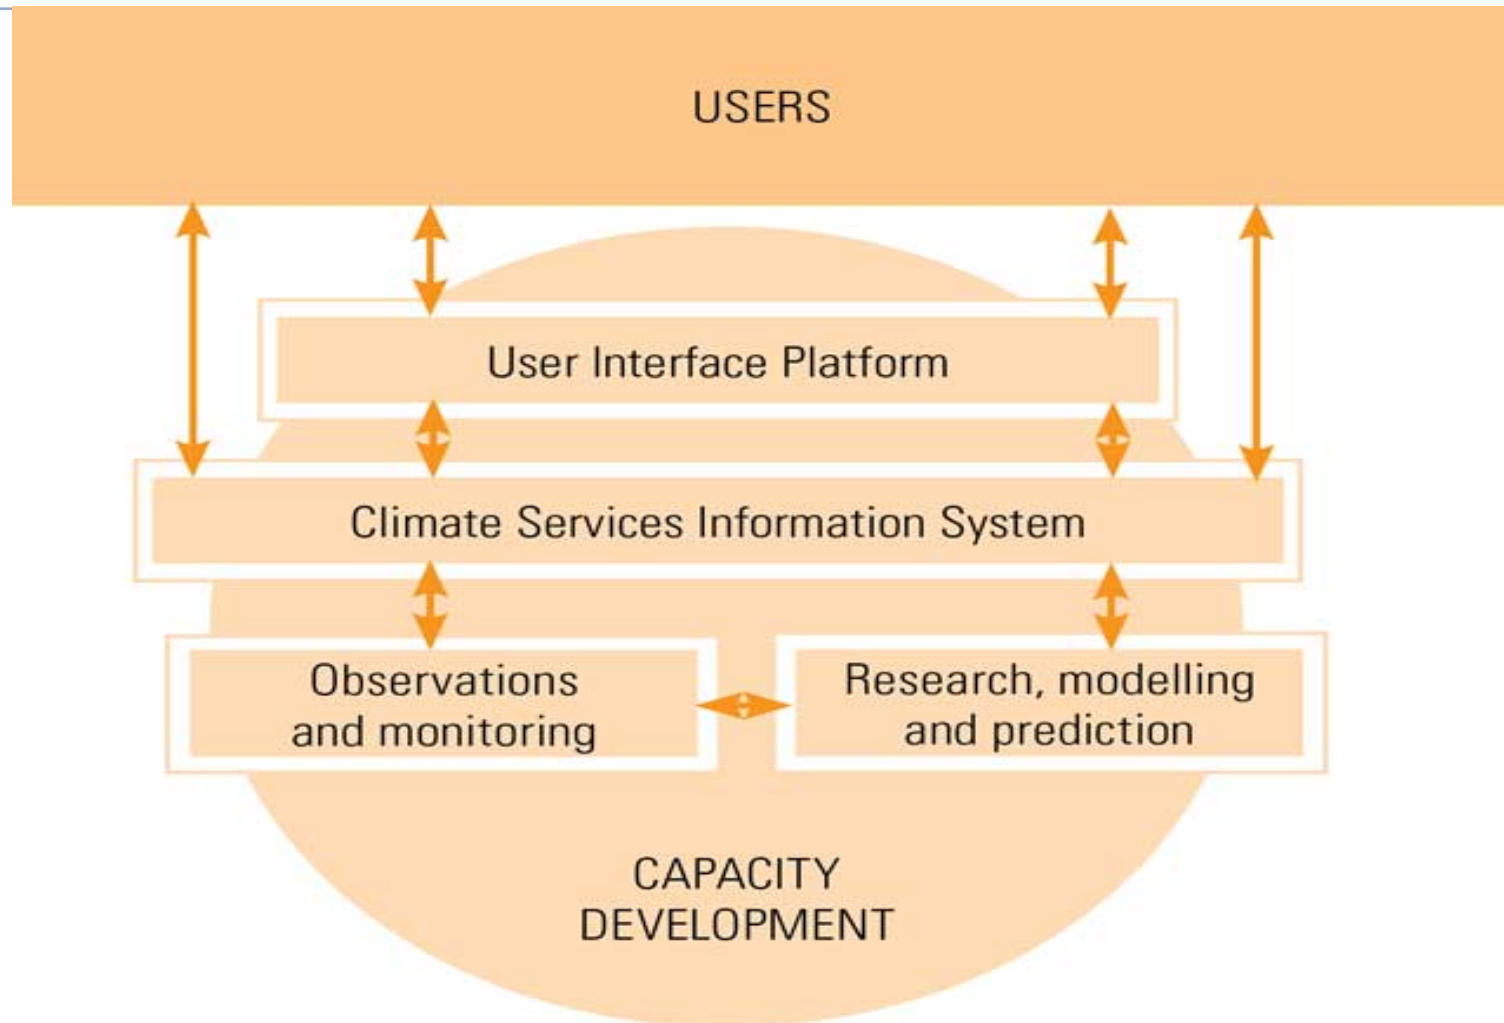 USERS
User Interface Platform
Climate Services Information System
Observations
and monitoring
Research, modelling
and prediction
CAPACITY
DEVELOPMENT